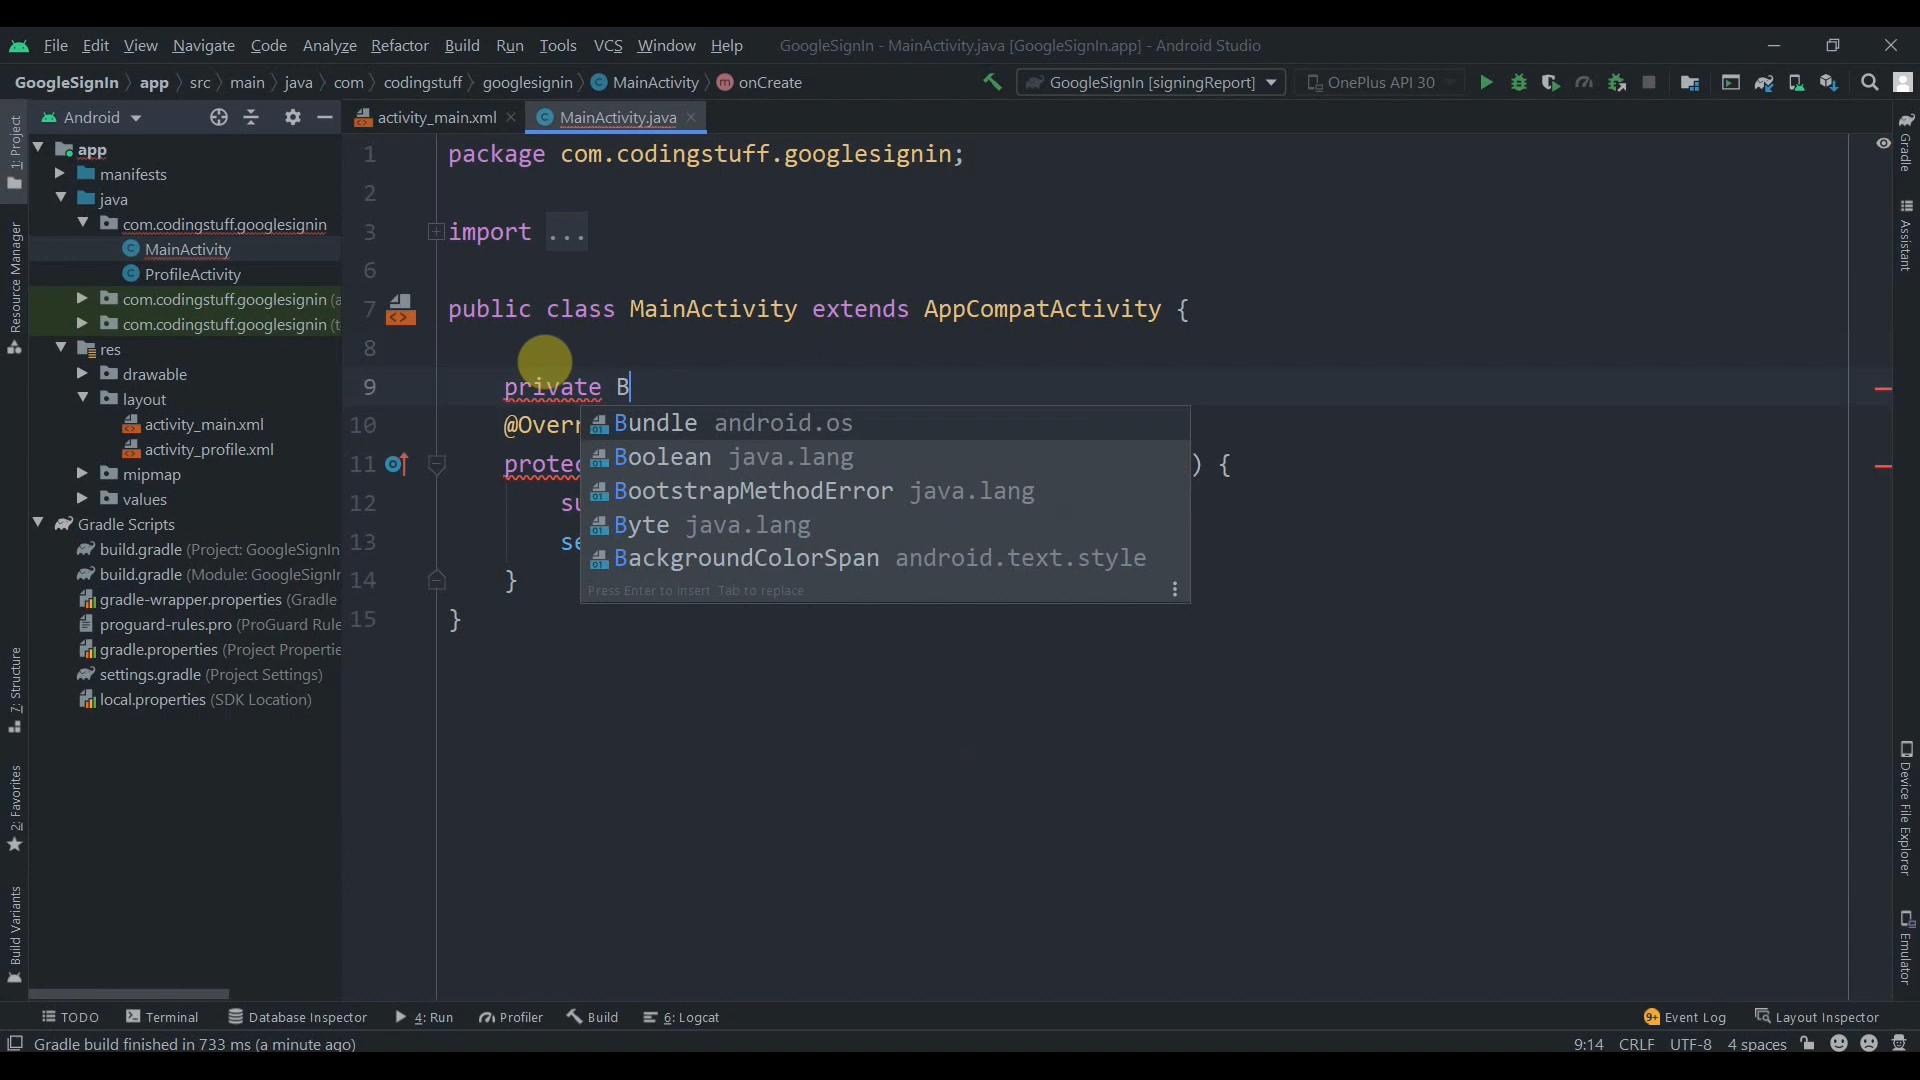 File Edit View Navigate Code Analyze Refactor Build Run Tools VCS Window Help GoogleSignIn - MainActivity.java [GoogleSignIn.app] - Android Studio
GoogleSignIn app src main java com codingstuff googlesignin MainActivity onCreate GoogleSignIn [signingReport] OnePlus API 30
Android
activity_main.xml
MainActivity.java
1: Project
Resource Manager
7: Structure
2: Favorites
Build Variants
app
manifests
java
com.codingstuff.googlesignin
MainActivity
ProfileActivity
com.codingstuff.googlesignin (a
com.codingstuff.googlesignin (t
res
drawable
layout
activity_main.xml
activity_profile.xml
mipmap
values
Gradle Scripts
build.gradle (Project: GoogleSignIn
build.gradle (Module: GoogleSignIn
gradle-wrapper.properties (Gradle
proguard-rules.pro (ProGuard Rule
gradle.properties (Project Propertie
settings.gradle (Project Settings)
local.properties (SDK Location)
1 package com.codingstuff.googlesignin;
2
3 import ...
6
7 public class MainActivity extends AppCompatActivity {
8
9 private B
10 @Overr
11 protec ) {
12 su
13 se
14 }
15 }
Bundle android.os
Boolean java.lang
BootstrapMethodError java.lang
Byte java.lang
BackgroundColorSpan android.text.style
Press Enter to insert Tab to replace
Gradle
Assistant
Device File Explorer
Emulator
TODO Terminal Database Inspector 4: Run Profiler Build 6: Logcat 9+ Event Log Layout Inspector
Gradle build finished in 733 ms (a minute ago) 9:14 CRLF UTF-8 4 spaces